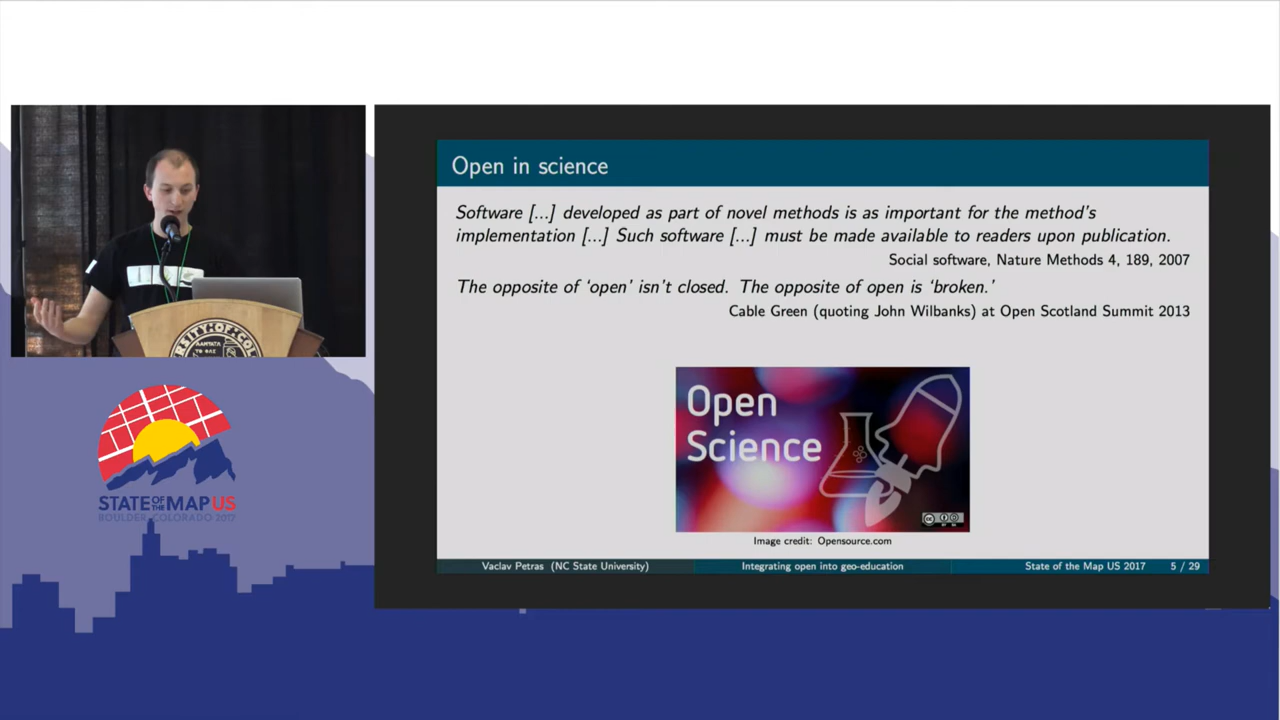 Open in science
Software [...] developed as part of novel methods is as important for the method's
implementation [...] Such software [...] must be made available to readers upon publication.
Social software, Nature Methods 4, 189, 2007
The opposite of ‘open’ isn’t closed. The opposite of open is ‘broken.’
Cable Green (quoting John Wilbanks) at Open Scotland Summit 2013
Open
Science
Image credit: Opensource.com
Vaclav Petras (NC State University) Integrating open into geo-education State of the Map US 2017 5 / 29
STATE OF THE MAP US
BOULDER, COLORADO 2017